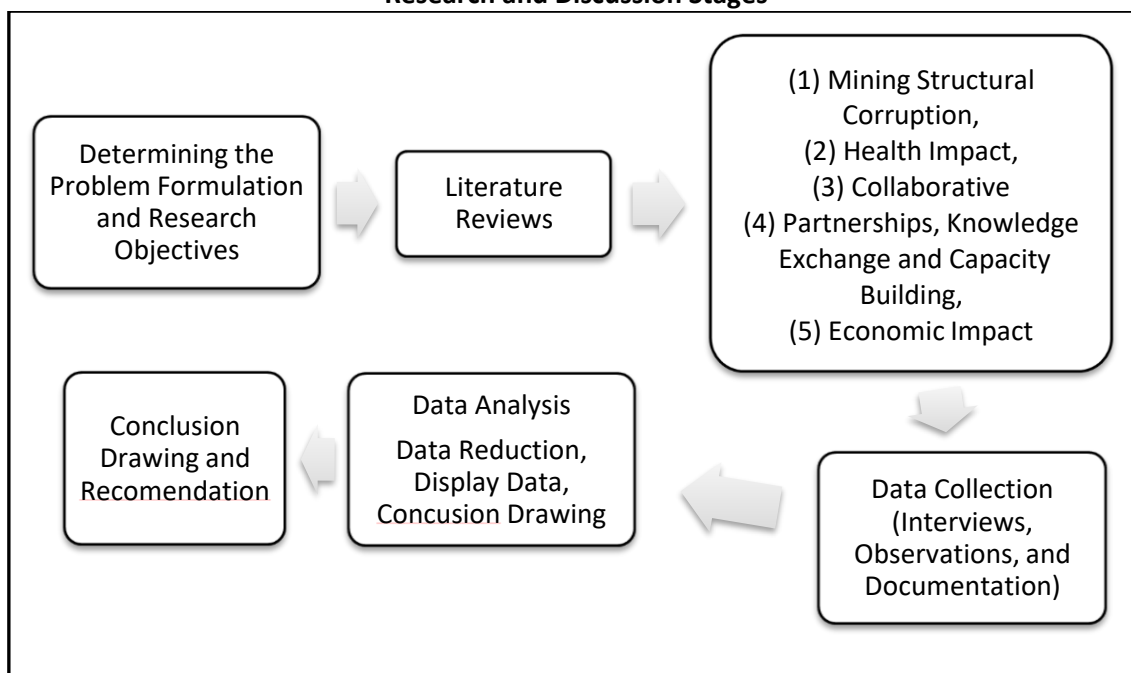 Research and Discussion Stages
Determining the
Problem Formulation
and Research
Objectives
Literature
Reviews
(1) Mining Structural
Corruption,
(2) Health Impact,
(3) Collaborative
(4) Partnerships, Knowledge
Exchange and Capacity
Building,
(5) Economic Impact
Data Collection
(Interviews,
Observations, and
Documentation)
Data Analysis
Data Reduction,
Display Data,
Concusion Drawing
Conclusion
Drawing and
Recomendation